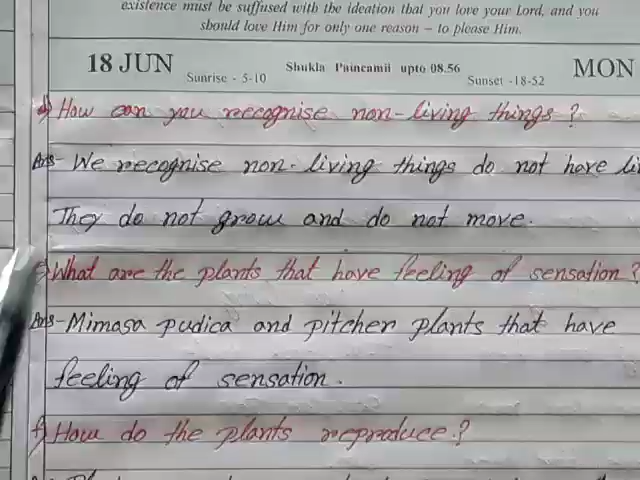 existence must be suffused with the ideation that you love your Lord, and you
should love Him for only one reason – to please Him.
18 JUN Sunrise - 5-10 Shukla Paincamii upto 08.56 Sunset -18-52 MON
d) How can you recognise non-living things?
Ans- We recognise non-living things do not have li
They do not grow and do not move.
e) What are the plants that have feeling of sensation?
Ans- Mimasa pudica and pitcher plants that have
feeling of sensation.
f) How do the plants reproduce?